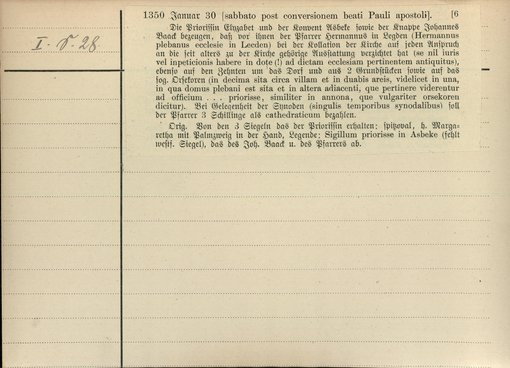 I. S. 28
1350 Januar 30 [sabbato post conversionem beati Pauli apostoli]. [6
Die Priorissin Elyzabet und der Konvent Asbeke sowie der Knappe Johannes
Baack bezeugen, daß vor ihnen der Pfarrer Hermannus in Legden (Hermannus
plebanus ecclesie in Lecden) bei der Kollation der Kirche auf jeden Anspruch
an die seit alters zu der Kirche gehörige Ausstattung verzichtet hat (se nil iuris
vel inpeticionis habere in dote (!) ad dictam ecclesiam pertinentem antiquitus),
ebenso auf den Zehnten um das Dorf und aus 2 Grundstücken sowie auf das
sog. Orsekoren (in decima sita circa villam et in duabis areis, videlicet in una,
in qua domus plebani est sita et in altera adiacenti, que pertinere viderentur
ad officium . . . priorisse, similiter in annona, que vulgariter orsekoren
dicitur). Bei Gelegenheit der Synoden (singulis temporibus synodalibus) soll
der Pfarrer 3 Schillinge als cathedraticum bezahlen.
Orig. Von den 3 Siegeln das der Priorissin erhalten: spitzoval, h. Marga-
retha mit Palmzweig in der Hand, Legende: Sigillum priorisse in Asbeke (fehlt
westf. Siegel), das des Joh. Baack u. des Pfarrers ab.